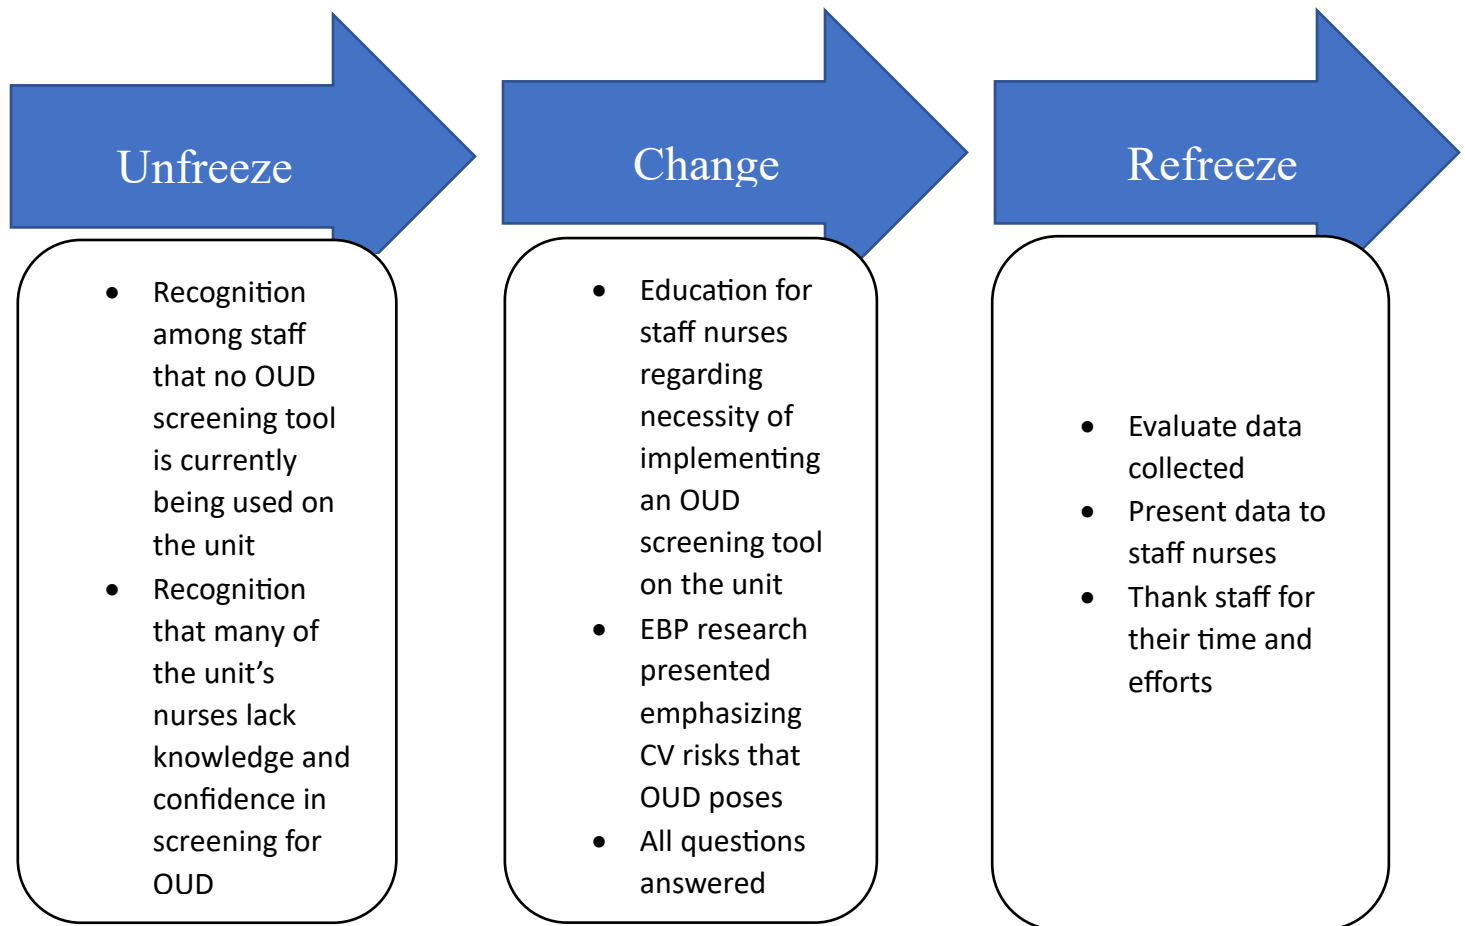 Unfreeze
• Recognition
among staff
that no OUD
screening tool
is currently
being used on
the unit
• Recognition
that many of
the unit’s
nurses lack
knowledge and
confidence in
screening for
OUD
Change
• Education for
staff nurses
regarding
necessity of
implementing
an OUD
screening tool
on the unit
• EBP research
presented
emphasizing
CV risks that
OUD poses
• All questions
answered
Refreeze
• Evaluate data
collected
• Present data to
staff nurses
• Thank staff for
their time and
efforts